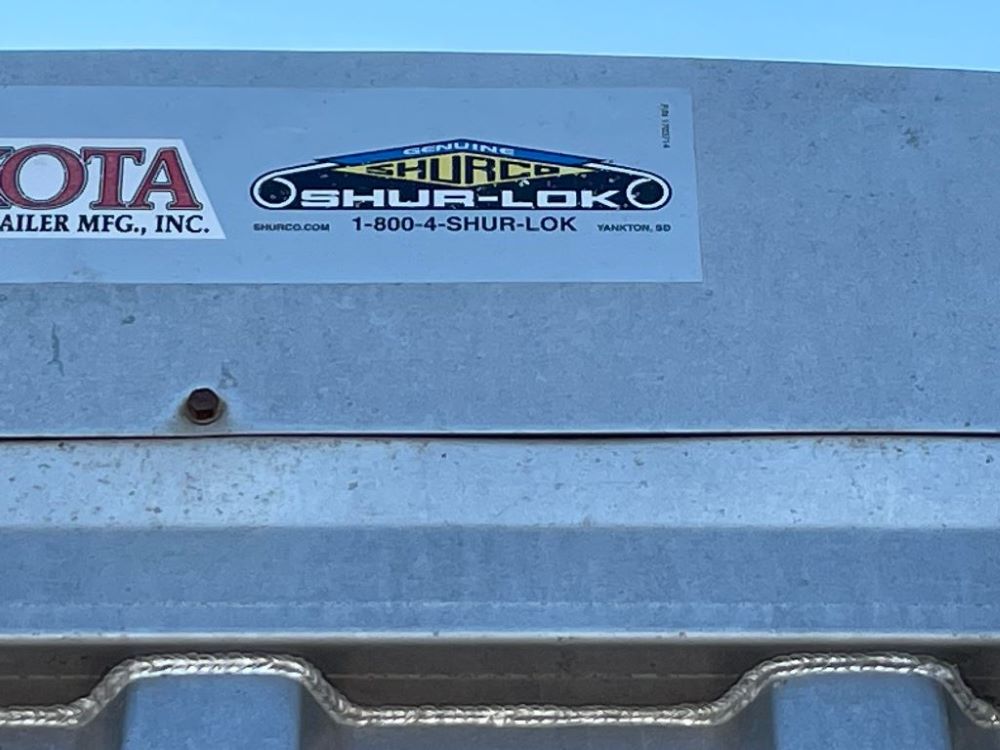 KOTA
AILER MFG., INC.
GENUINE
SHURCO
SHUR-LOK
SHURCO.COM
1-800-4-SHUR-LOK
YANKTON, SD